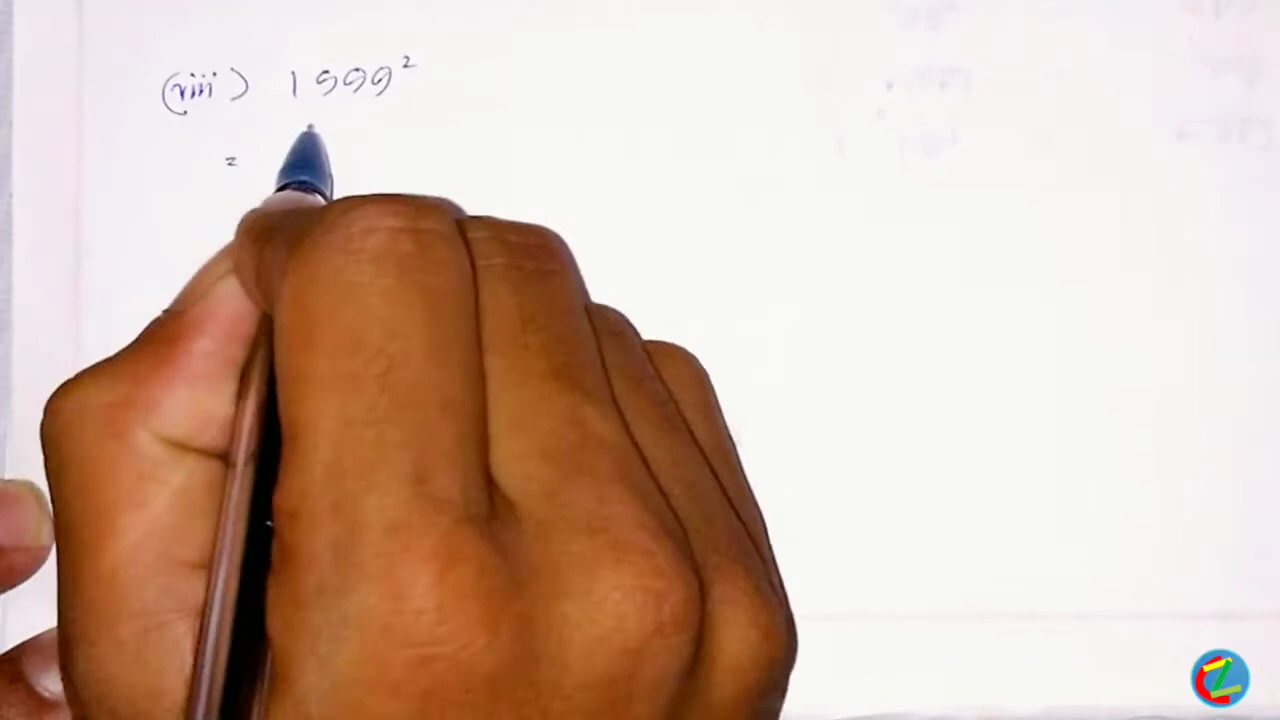 (viii) 1999²
=